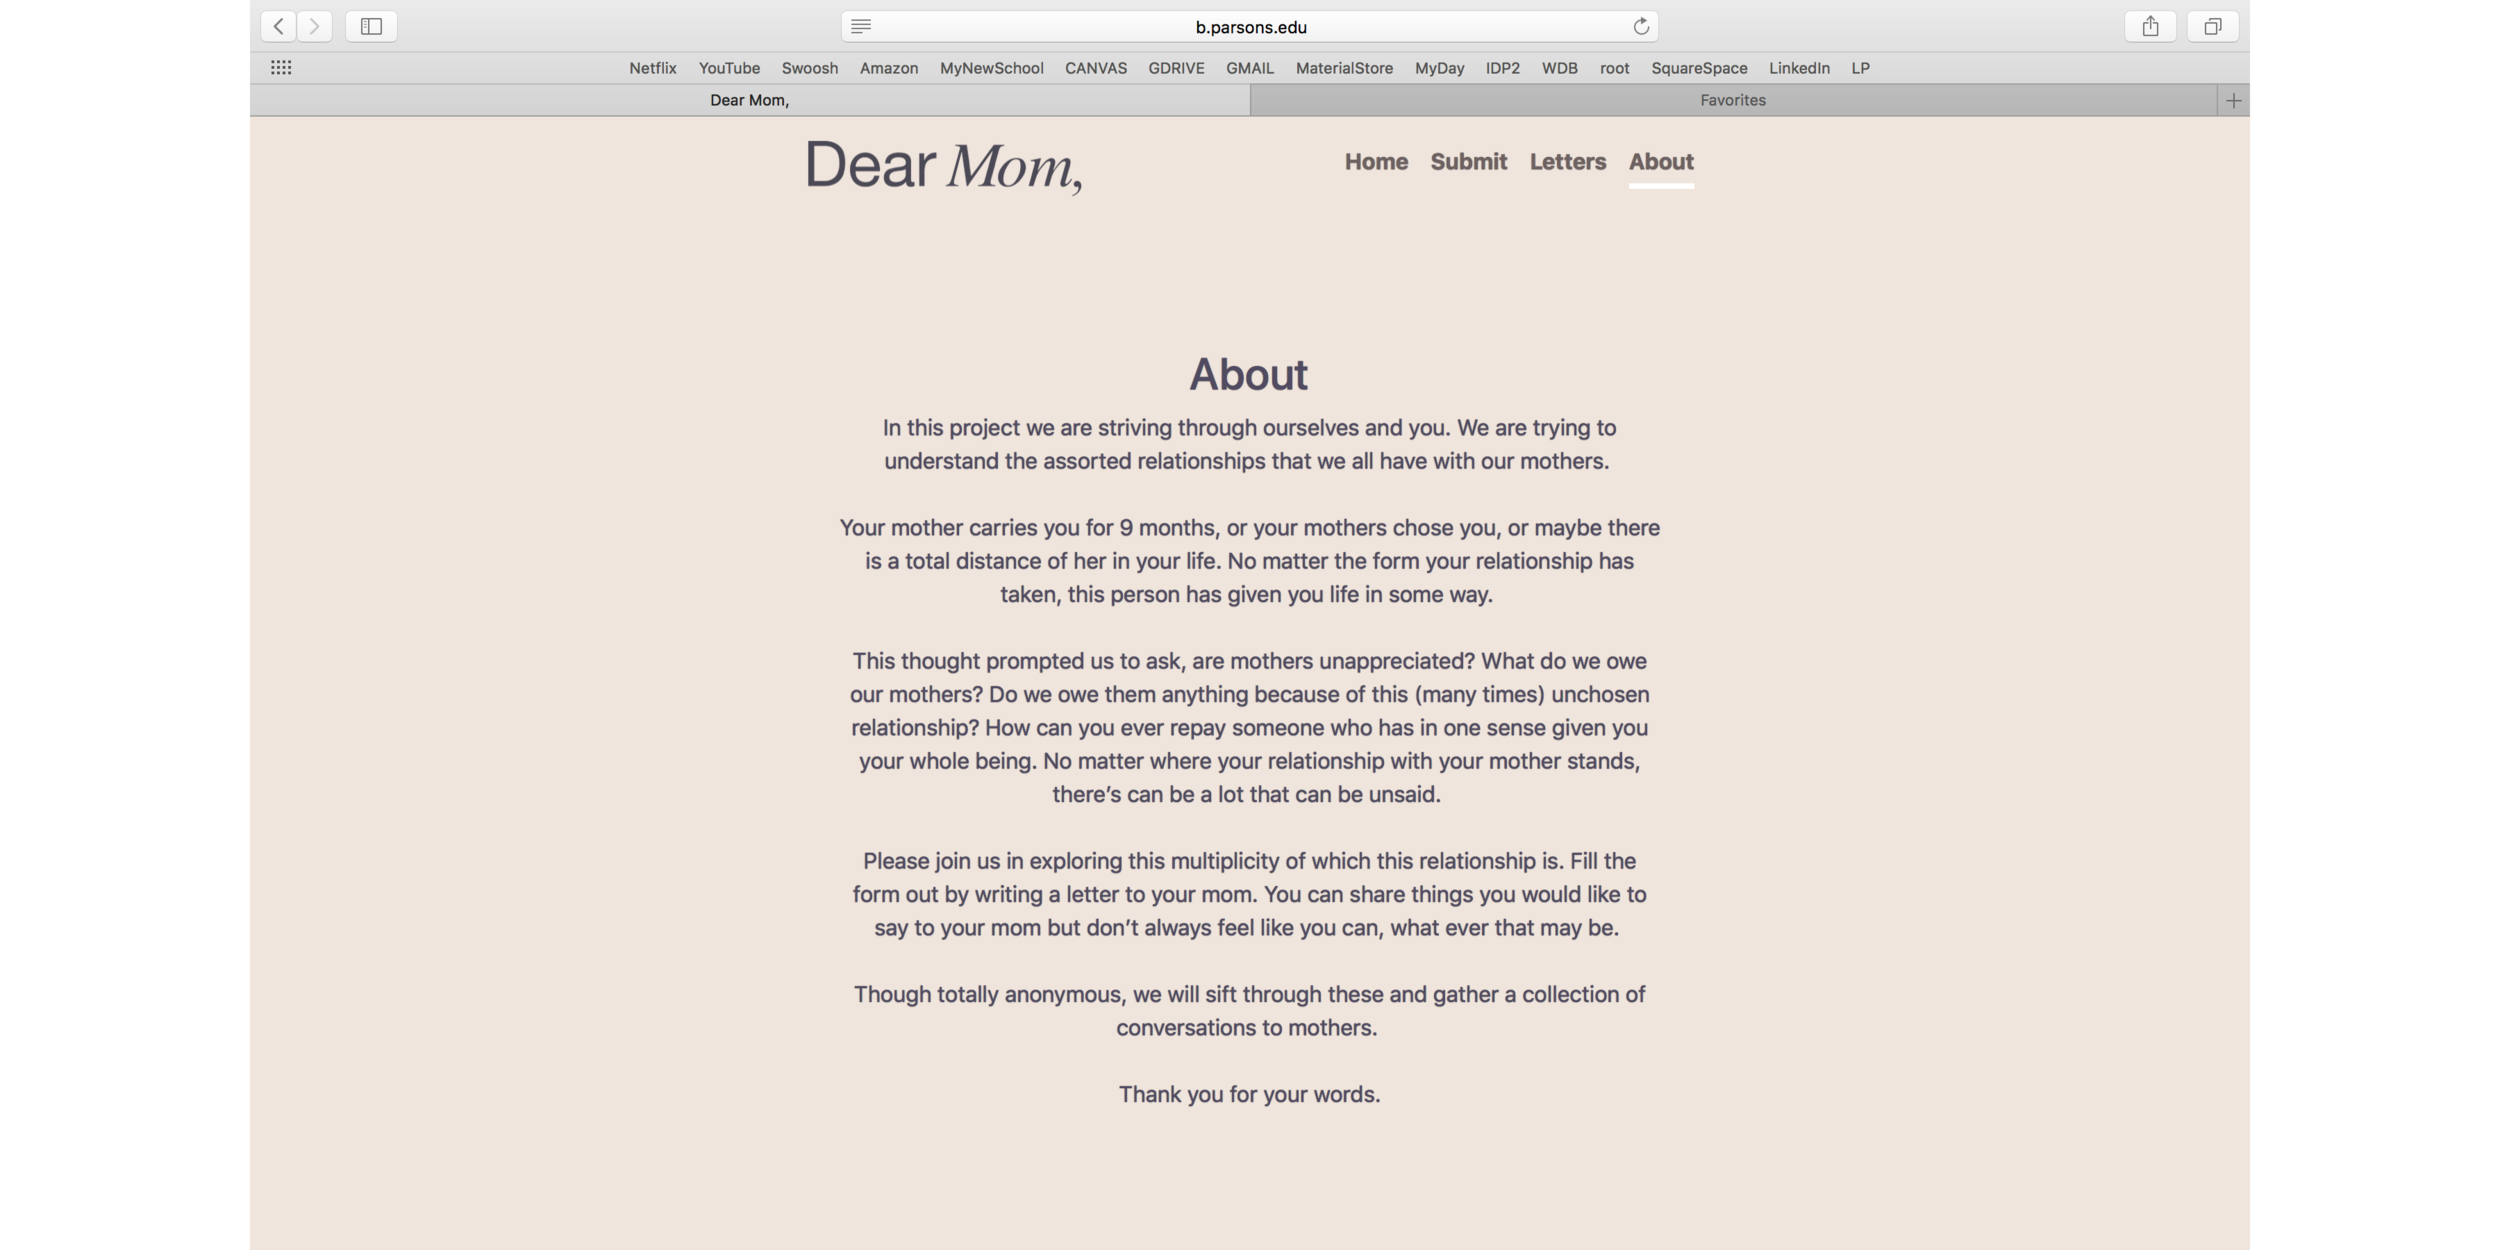 b.parsons.edu
Netflix YouTube Swoosh Amazon MyNewSchool CANVAS GDRIVE GMAIL MaterialStore MyDay IDP2 WDB root SquareSpace LinkedIn LP
Dear Mom, Favorites
Dear Mom, Home Submit Letters About
About
In this project we are striving through ourselves and you. We are trying to
understand the assorted relationships that we all have with our mothers.
Your mother carries you for 9 months, or your mothers chose you, or maybe there
is a total distance of her in your life. No matter the form your relationship has
taken, this person has given you life in some way.
This thought prompted us to ask, are mothers unappreciated? What do we owe
our mothers? Do we owe them anything because of this (many times) unchosen
relationship? How can you ever repay someone who has in one sense given you
your whole being. No matter where your relationship with your mother stands,
there’s can be a lot that can be unsaid.
Please join us in exploring this multiplicity of which this relationship is. Fill the
form out by writing a letter to your mom. You can share things you would like to
say to your mom but don’t always feel like you can, what ever that may be.
Though totally anonymous, we will sift through these and gather a collection of
conversations to mothers.
Thank you for your words.